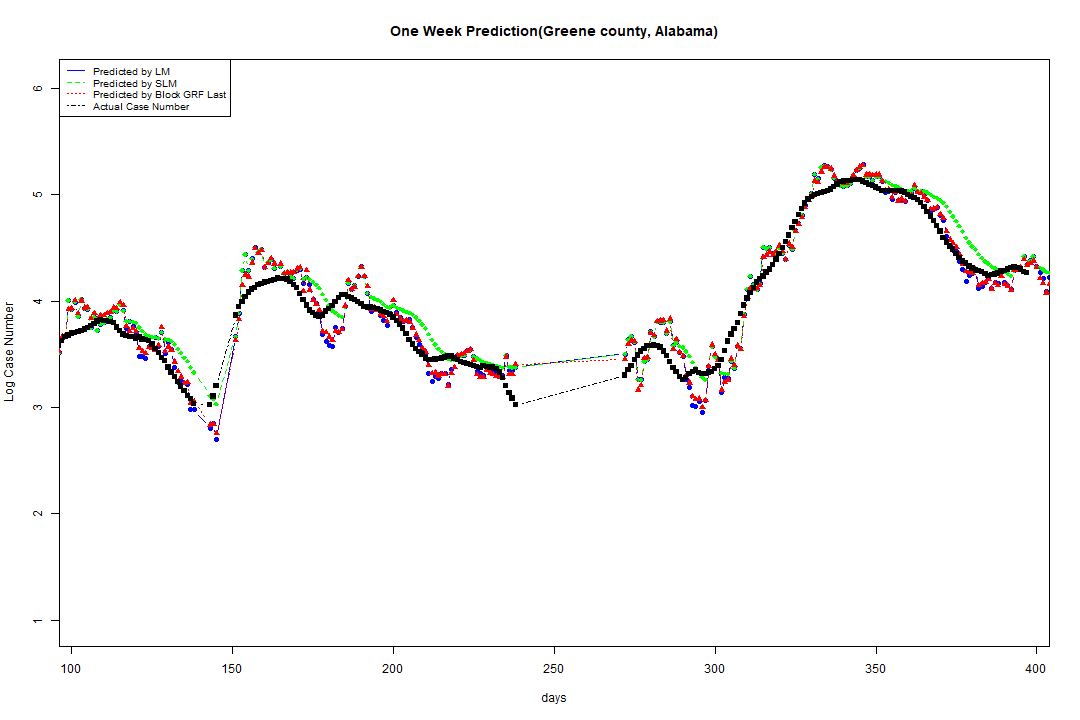 One Week Prediction(Greene county, Alabama)
Predicted by LM
Predicted by SLM
Predicted by Block GRF Last
Actual Case Number
6
5
4
3
2
1
Log Case Number
100 150 200 250 300 350 400
days